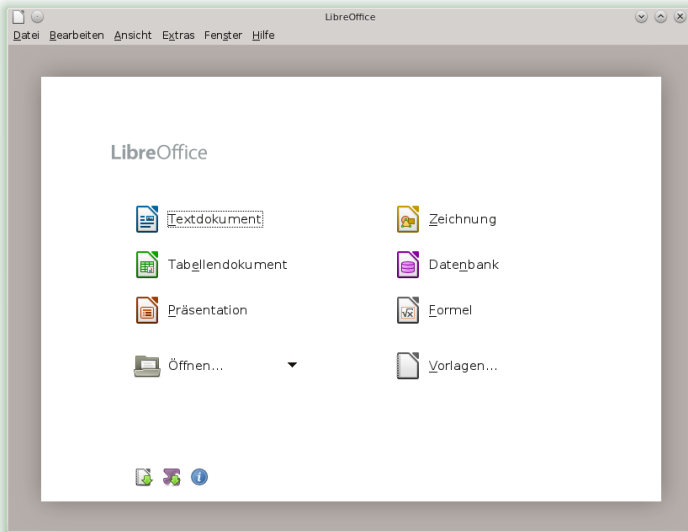 LibreOffice
Datei Bearbeiten Ansicht Extras Fenster Hilfe
LibreOffice
Textdokument
Zeichnung
Tabellendokument
Datenbank
Präsentation
Formel
Öffnen...
Vorlagen...